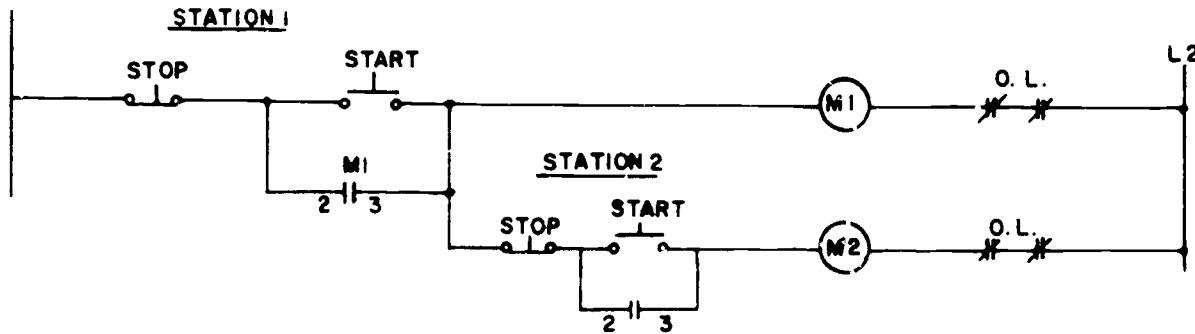 STATION 1
L2
STOP
START
O. L.
M1
M1
STATION 2
2 3
STOP
START
O.L.
M2
2 3